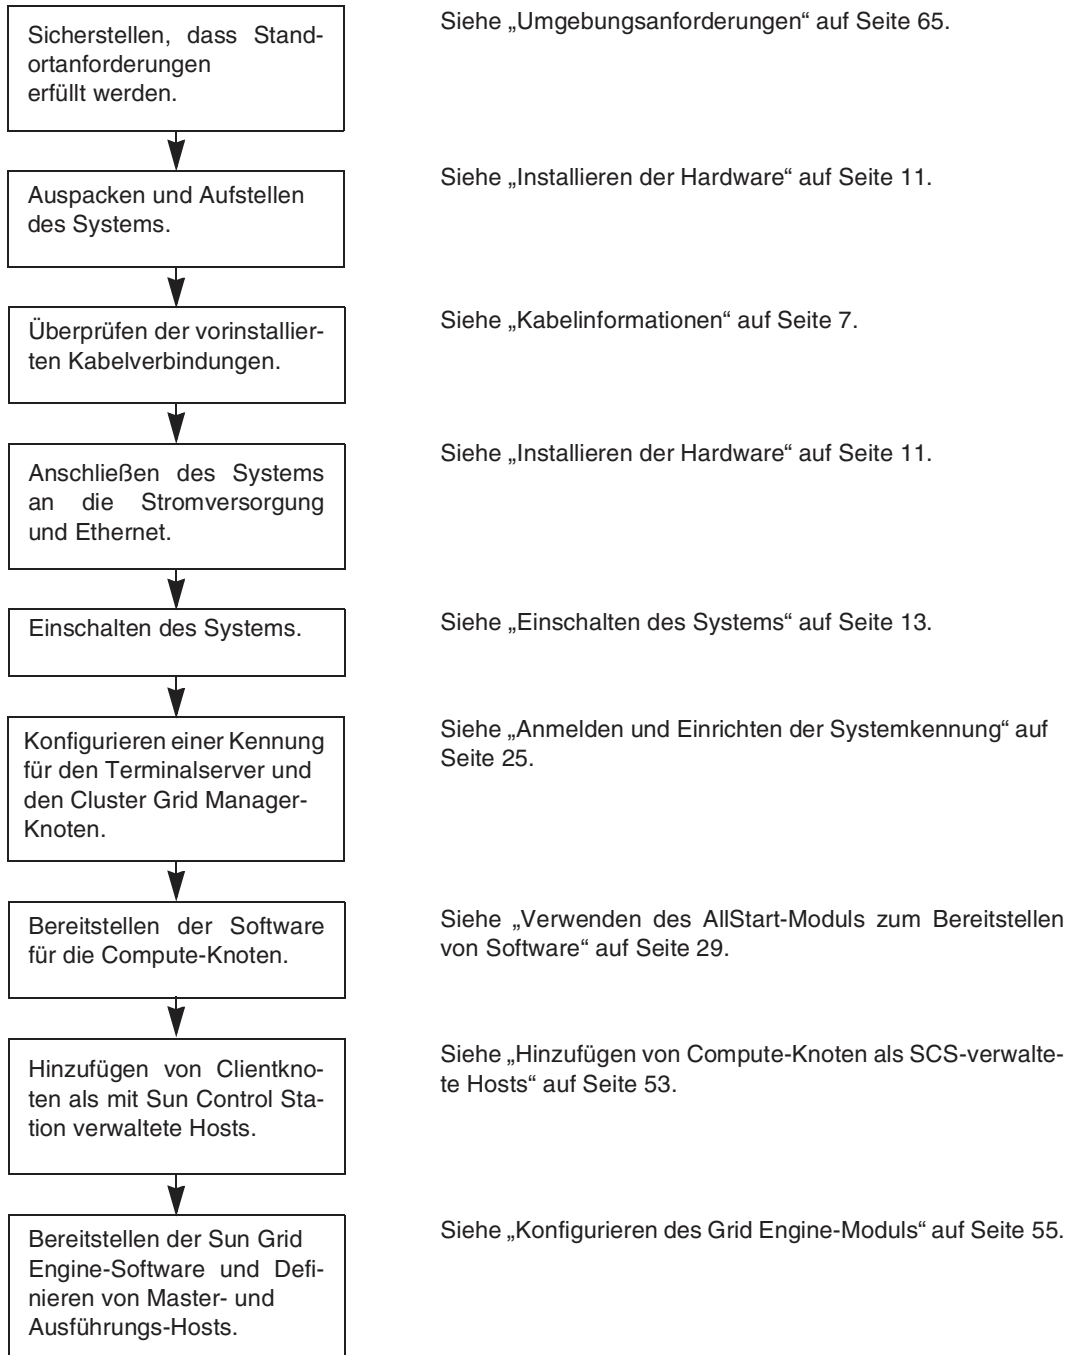 Sicherstellen, dass Stand-
ortanforderungen
erfüllt werden.
Siehe „Umgebungsanforderungen“ auf Seite 65.
Auspacken und Aufstellen
des Systems.
Siehe „Installieren der Hardware“ auf Seite 11.
Überprüfen der vorinstallier-
ten Kabelverbindungen.
Siehe „Kabelinformationen“ auf Seite 7.
Anschließen des Systems
an die Stromversorgung
und Ethernet.
Siehe „Installieren der Hardware“ auf Seite 11.
Einschalten des Systems.
Siehe „Einschalten des Systems“ auf Seite 13.
Konfigurieren einer Kennung
für den Terminalserver und
den Cluster Grid Manager-
Knoten.
Siehe „Anmelden und Einrichten der Systemkennung“ auf
Seite 25.
Bereitstellen der Software
für die Compute-Knoten.
Siehe „Verwenden des AllStart-Moduls zum Bereitstellen
von Software“ auf Seite 29.
Hinzufügen von Clientkno-
ten als mit Sun Control Sta-
tion verwaltete Hosts.
Siehe „Hinzufügen von Compute-Knoten als SCS-verwalte-
te Hosts“ auf Seite 53.
Bereitstellen der Sun Grid
Engine-Software und Defi-
nieren von Master- und
Ausführungs-Hosts.
Siehe „Konfigurieren des Grid Engine-Moduls“ auf Seite 55.